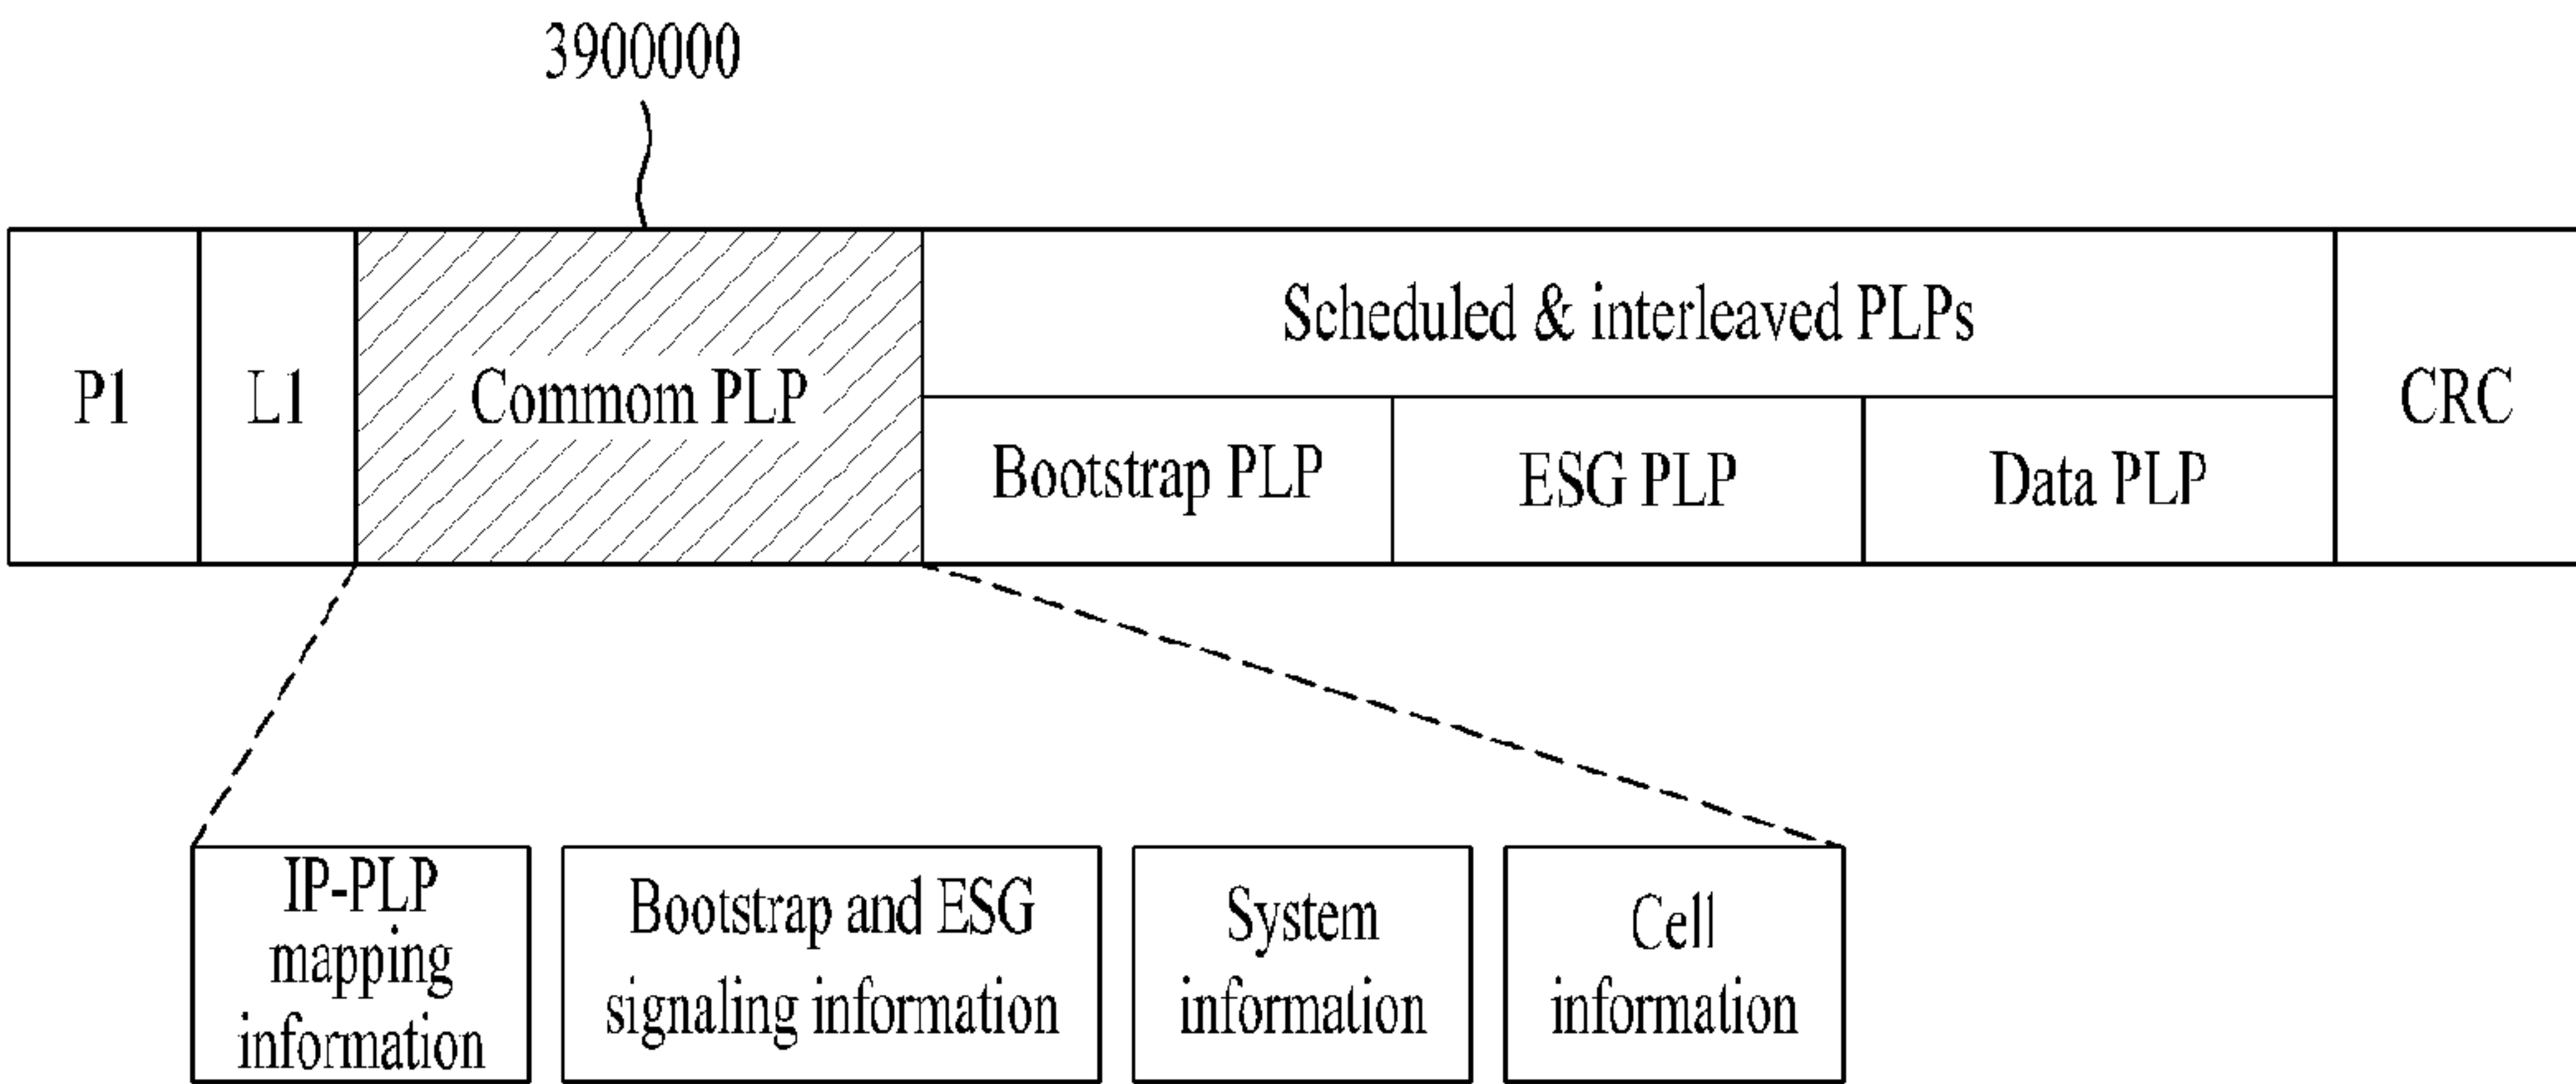 3900000
P1
L1
Commom PLP
Scheduled & interleaved PLPs
Bootstrap PLP
ESG PLP
Data PLP
CRC
IP-PLP
mapping
information
Bootstrap and ESG
signaling information
System
information
Cell
information